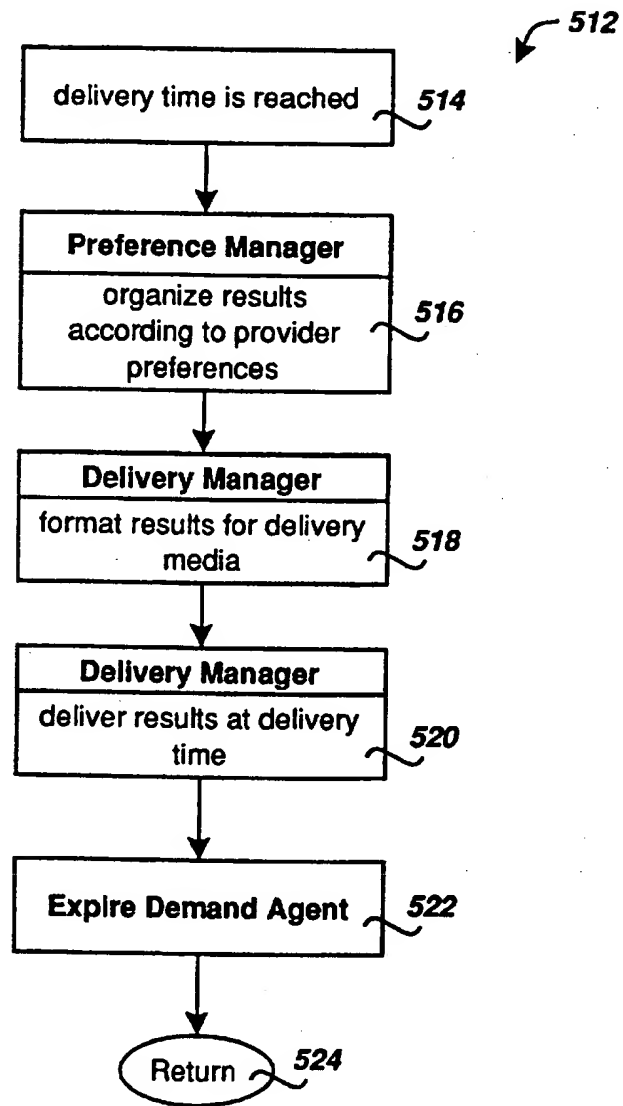 512
delivery time is reached
514
Preference Manager
organize results
according to provider
preferences
516
Delivery Manager
format results for delivery
media
518
Delivery Manager
deliver results at delivery
time
520
Expire Demand Agent
522
Return
524